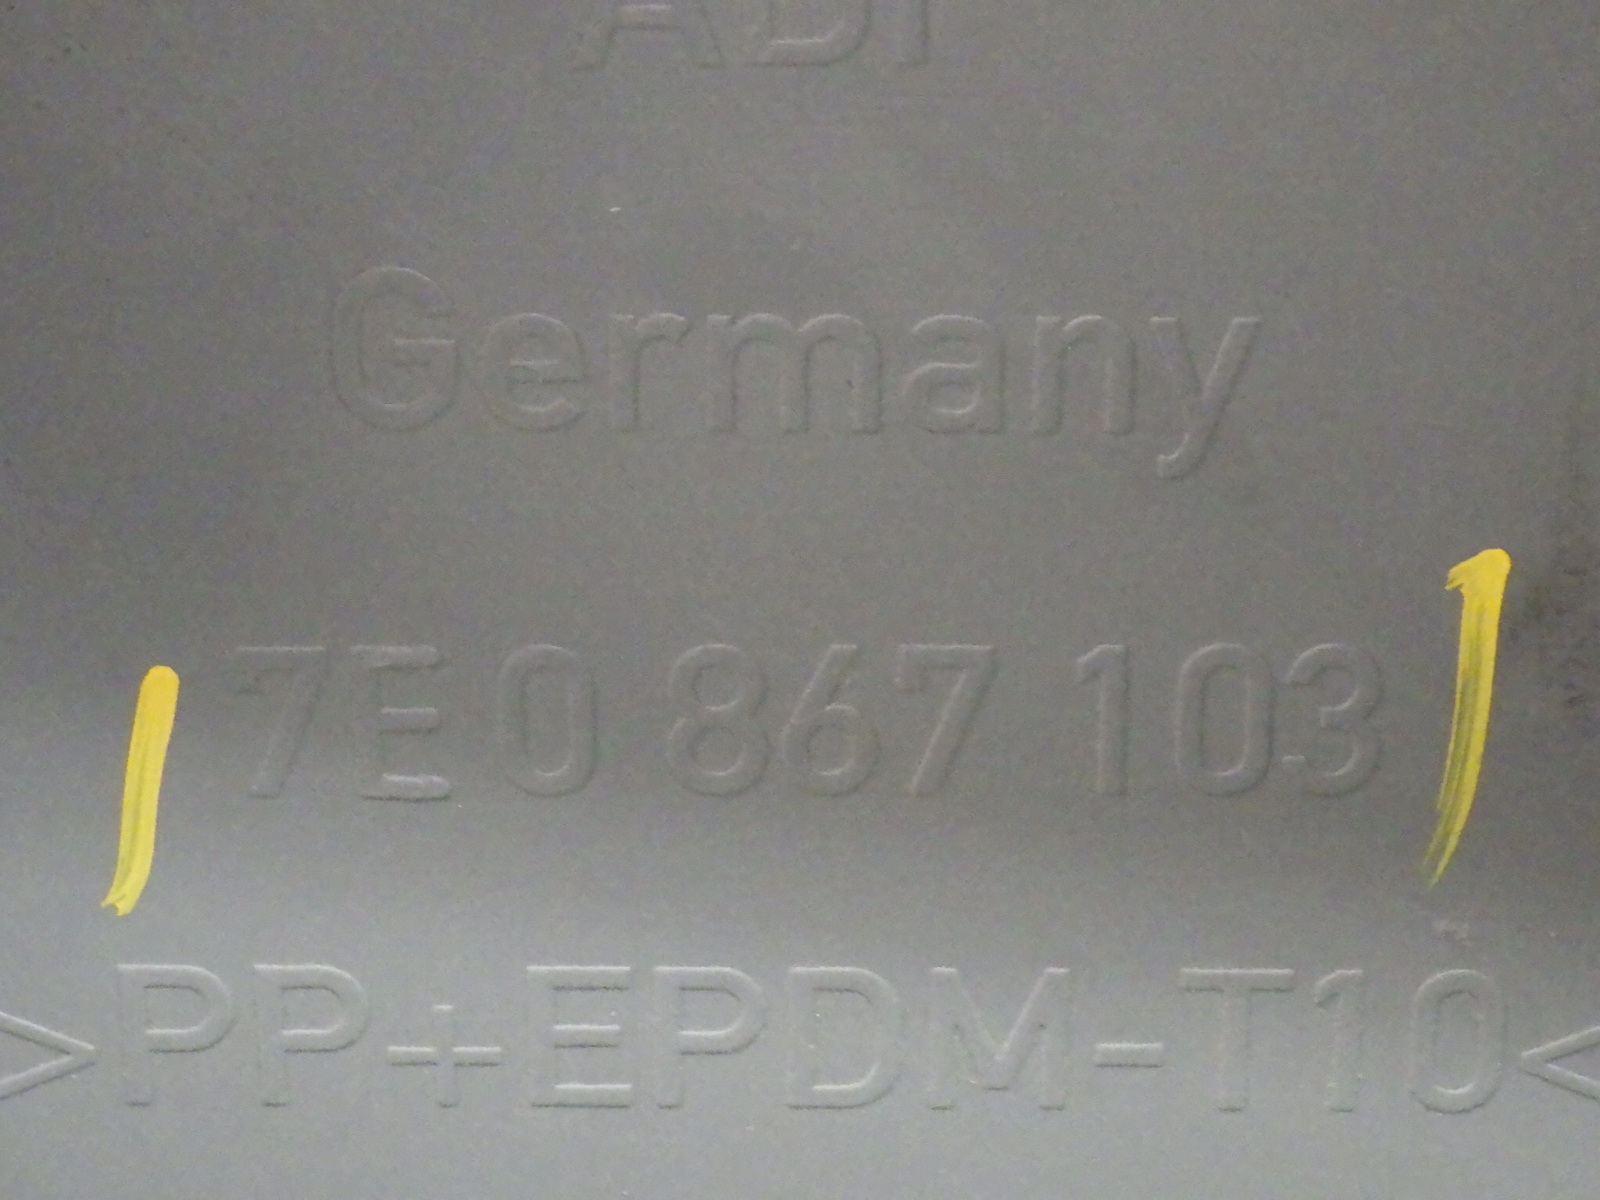 Germany
7E0 867 103
>PP+EPDM-T10<